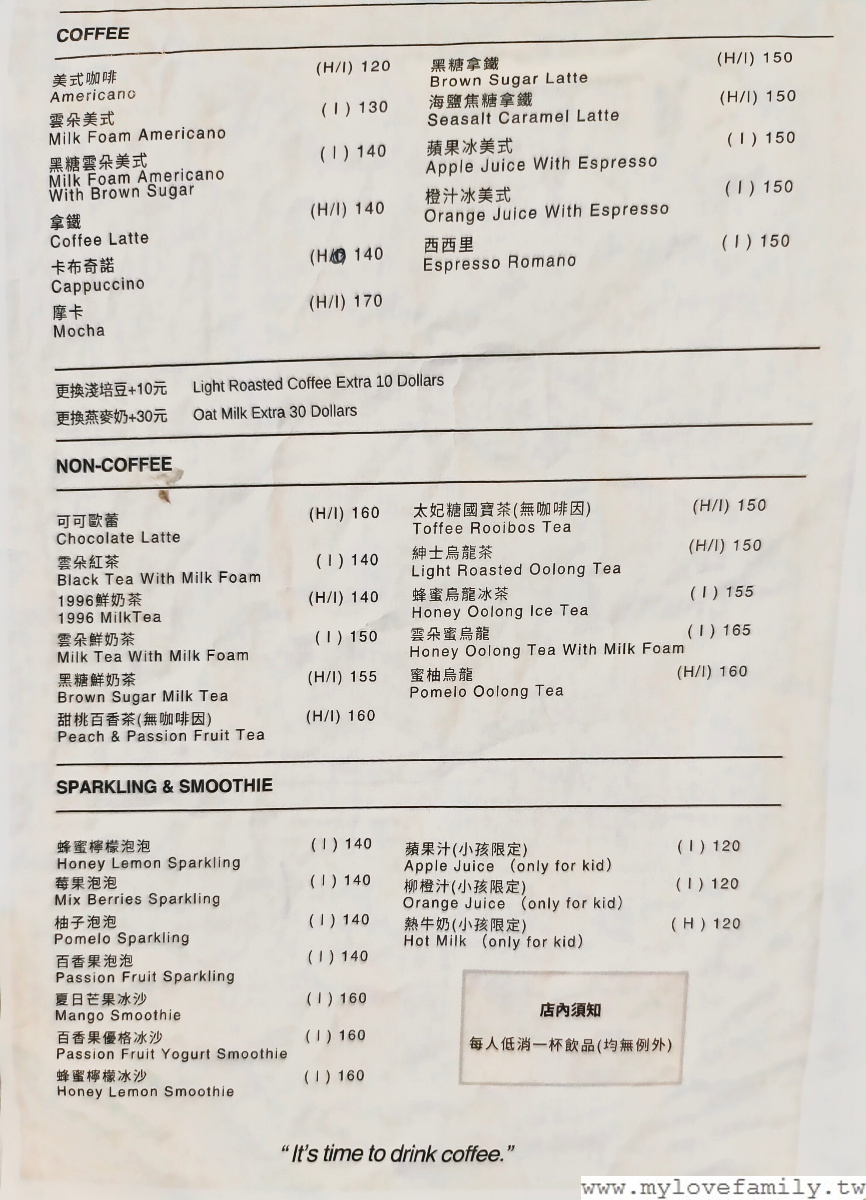 COFFEE
美式咖啡 (H/I) 120
Americano
雲朵美式 ( I ) 130
Milk Foam Americano
黑糖雲朵美式 ( I ) 140
Milk Foam Americano
With Brown Sugar
拿鐵 (H/I) 140
Coffee Latte
卡布奇諾 (H/ 140
Cappuccino
摩卡 (H/I) 170
Mocha
黑糖拿鐵 (H/I) 150
Brown Sugar Latte
海鹽焦糖拿鐵 (H/I) 150
Seasalt Caramel Latte
蘋果冰美式 ( I ) 150
Apple Juice With Espresso
橙汁冰美式 ( I ) 150
Orange Juice With Espresso
西西里 ( I ) 150
Espresso Romano
更換淺培豆+10元 Light Roasted Coffee Extra 10 Dollars
更換燕麥奶+30元 Oat Milk Extra 30 Dollars
NON-COFFEE
可可歐蕾 (H/I) 160
Chocolate Latte
雲朵紅茶 ( I ) 140
Black Tea With Milk Foam
1996鮮奶茶 (H/I) 140
1996 MilkTea
雲朵鮮奶茶 ( I ) 150
Milk Tea With Milk Foam
黑糖鮮奶茶 (H/I) 155
Brown Sugar Milk Tea
甜桃百香茶(無咖啡因) (H/I) 160
Peach & Passion Fruit Tea
太妃糖國寶茶(無咖啡因) (H/I) 150
Toffee Rooibos Tea
紳士烏龍茶 (H/I) 150
Light Roasted Oolong Tea
蜂蜜烏龍冰茶 ( I ) 155
Honey Oolong Ice Tea
雲朵蜜烏龍 ( I ) 165
Honey Oolong Tea With Milk Foam
蜜柚烏龍 (H/I) 160
Pomelo Oolong Tea
SPARKLING & SMOOTHIE
蜂蜜檸檬泡泡 ( I ) 140
Honey Lemon Sparkling
莓果泡泡 ( I ) 140
Mix Berries Sparkling
柚子泡泡 ( I ) 140
Pomelo Sparkling
百香果泡泡 ( I ) 140
Passion Fruit Sparkling
夏日芒果冰沙 ( I ) 160
Mango Smoothie
百香果優格冰沙 ( I ) 160
Passion Fruit Yogurt Smoothie
蜂蜜檸檬冰沙 ( I ) 160
Honey Lemon Smoothie
蘋果汁(小孩限定) ( I ) 120
Apple Juice （only for kid）
柳橙汁(小孩限定) ( I ) 120
Orange Juice （only for kid）
熱牛奶(小孩限定) ( H ) 120
Hot Milk （only for kid）
店內須知
每人低消一杯飲品(均無例外)
“It's time to drink coffee.”
www.mylovefamily.tw